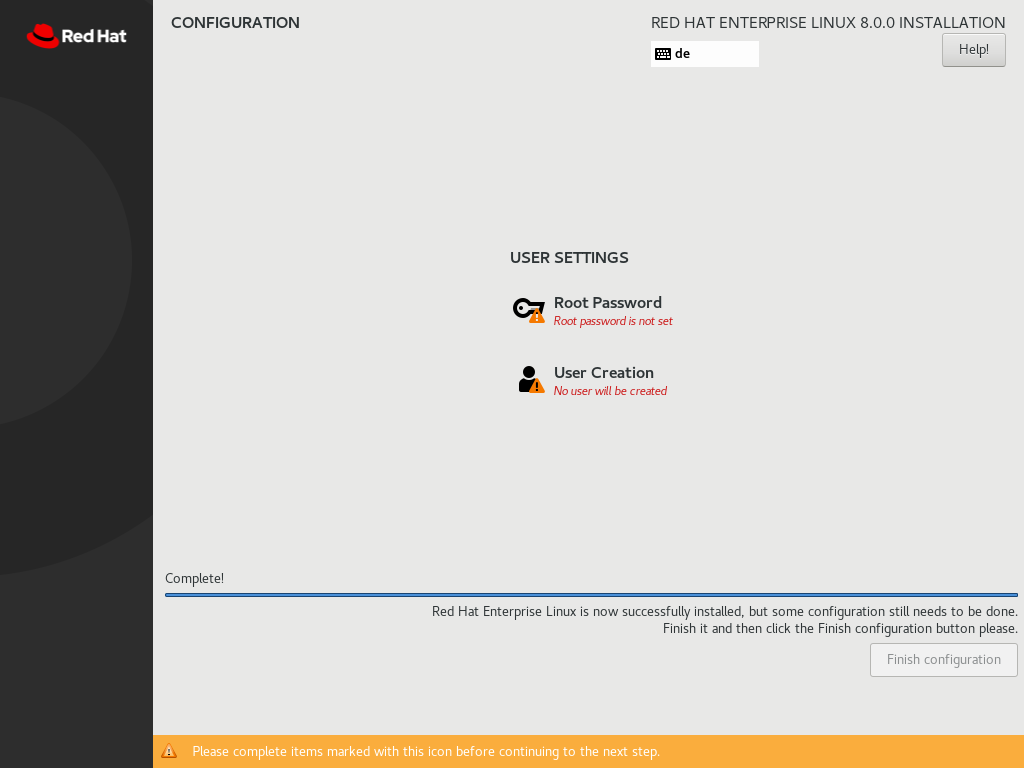 Red Hat
CONFIGURATION
RED HAT ENTERPRISE LINUX 8.0.0 INSTALLATION
de
Help!
USER SETTINGS
Root Password
Root password is not set
User Creation
No user will be created
Complete!
Red Hat Enterprise Linux is now successfully installed, but some configuration still needs to be done.
Finish it and then click the Finish configuration button please.
Finish configuration
Please complete items marked with this icon before continuing to the next step.